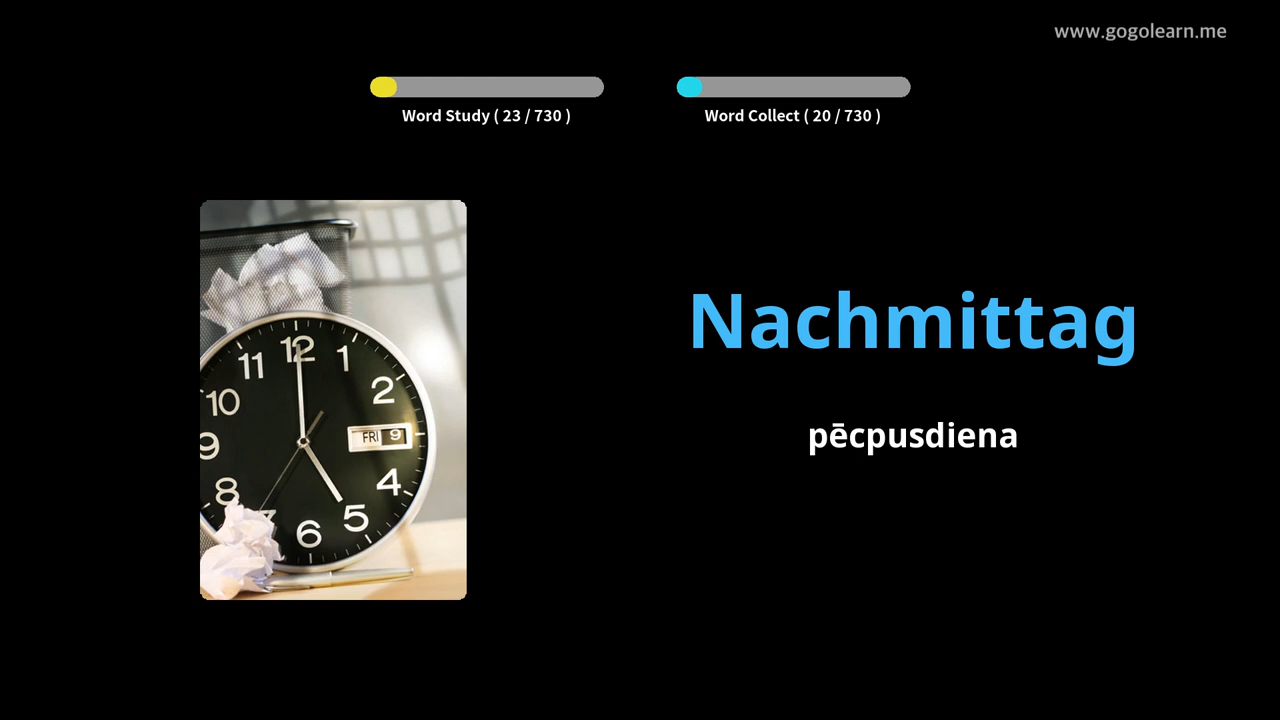 www.gogolearn.me
Word Study ( 23 / 730 )
Word Collect ( 20 / 730 )
12
11
1
10
2
9
FRI 9
8
4
7
5
6
Nachmittag
pēcpusdiena